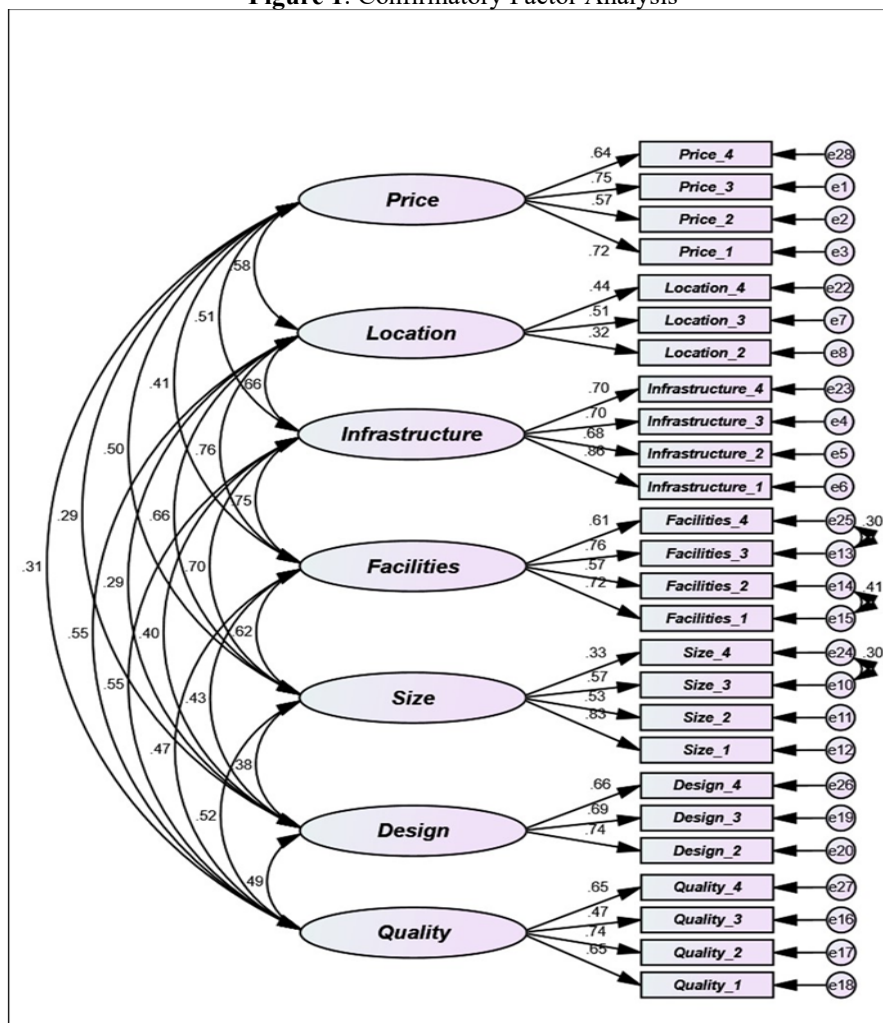 Figure 1. Confirmatory Factor Analysis
.64 Price_4 e28
.75 Price_3 e1
Price
.57 Price_2 e2
.72 Price_1 e3
.58
.44 Location_4 e22
.51 .51 Location_3 e7
Location
.32 Location_2 e8
.41 .66 .70 Infrastructure_4 e23
.70 Infrastructure_3 e4
Infrastructure
.50 .76 .68 Infrastructure_2 e5
.86 Infrastructure_1 e6
.75
.29 .66 .61 Facilities_4 e25 .30
.76 Facilities_3 e13
.31 .29 .70 Facilities
.57 Facilities_2 e14 .41
.72 Facilities_1 e15
.55 .40 .62
.33 Size_4 e24 .30
.57 Size_3 e10
.55 .43 Size
.53 Size_2 e11
.83 Size_1 e12
.47 .38
.66 Design_4 e26
.52 .69 Design_3 e19
Design
.74 Design_2 e20
.49 .65 Quality_4 e27
.47 Quality_3 e16
Quality
.74 Quality_2 e17
.65 Quality_1 e18